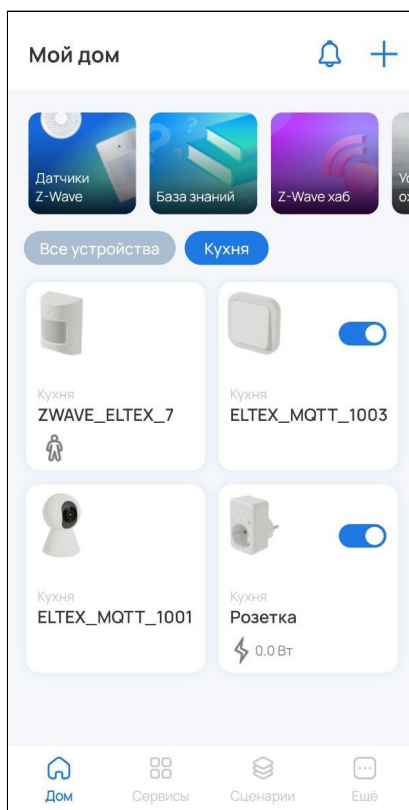 Мой дом
Датчики
Z-Wave
База знаний
Z-Wave хаб
Все устройства
Кухня
Кухня
ZWAVE_ELTEX_7
Кухня
ELTEX_MQTT_1003
Кухня
ELTEX_MQTT_1001
Кухня
Розетка
0.0 Вт
Дом
Сервисы
Сценарии
Ещё